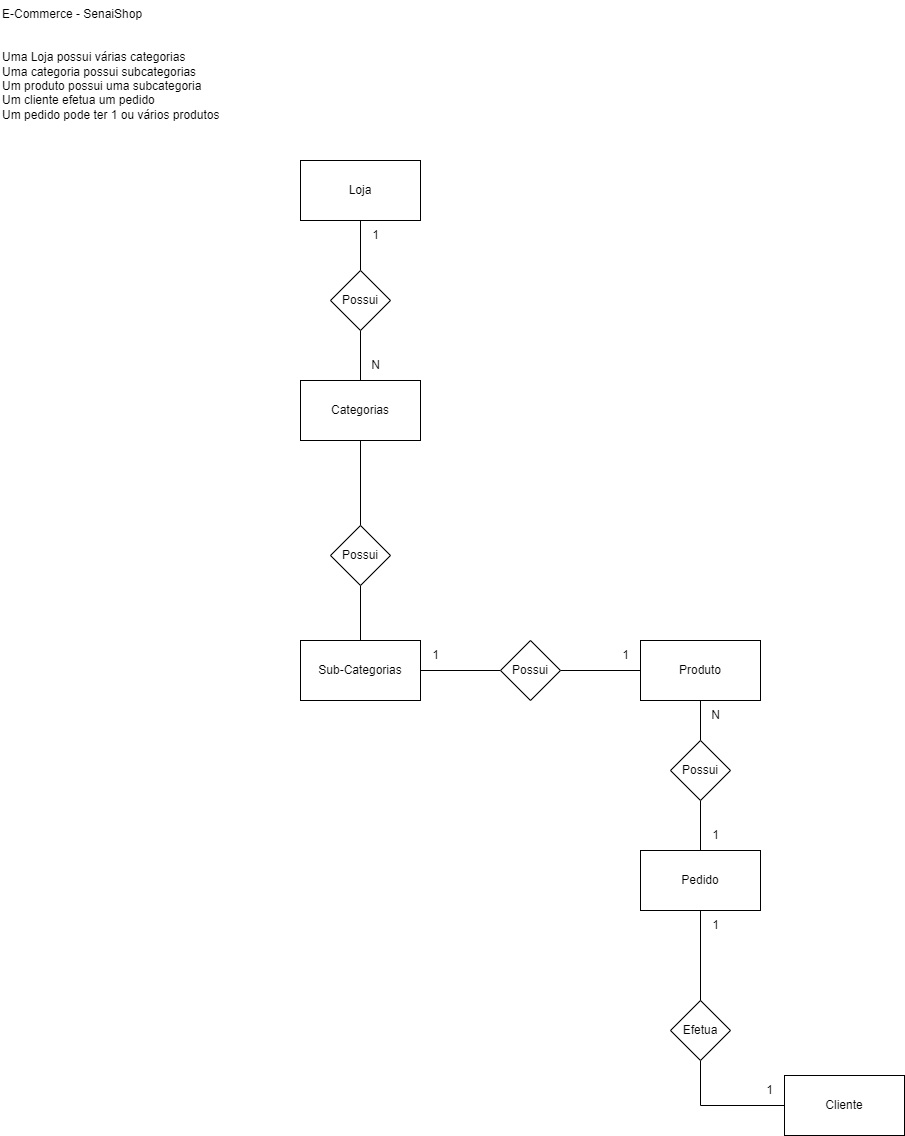 E-Commerce - SenaiShop
Uma Loja possui várias categorias
Uma categoria possui subcategorias
Um produto possui uma subcategoria
Um cliente efetua um pedido
Um pedido pode ter 1 ou vários produtos
Loja
1
Possui
N
Categorias
Possui
Sub-Categorias
1
Possui
1
Produto
N
Possui
1
Pedido
1
Efetua
1
Cliente